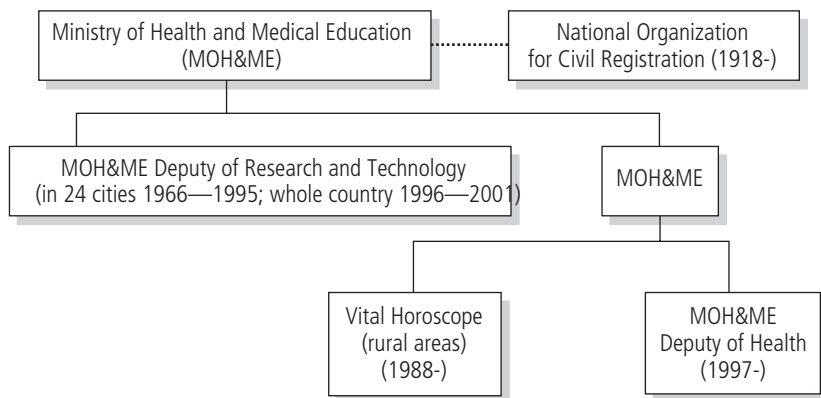 Ministry of Health and Medical Education
(MOH&ME)
National Organization
for Civil Registration (1918-)
MOH&ME Deputy of Research and Technology
(in 24 cities 1966—1995; whole country 1996—2001)
MOH&ME
Vital Horoscope
(rural areas)
(1988-)
MOH&ME
Deputy of Health
(1997-)